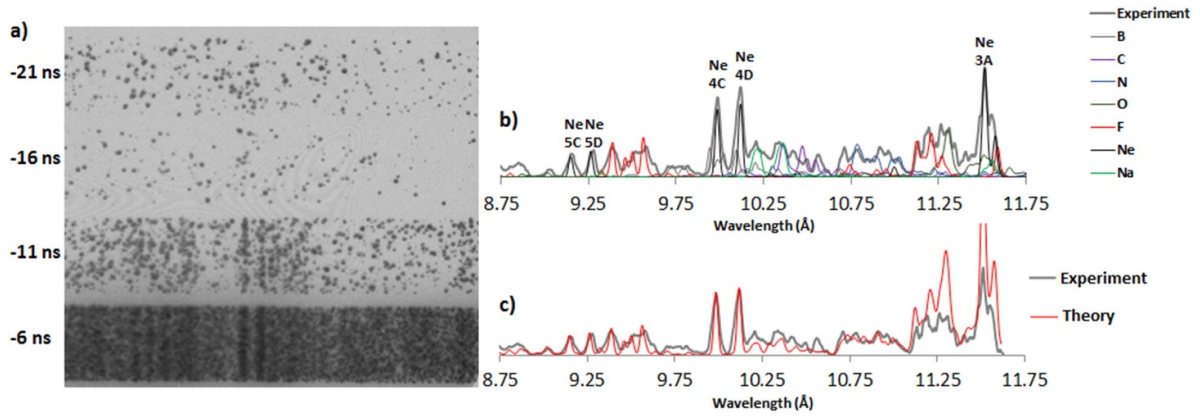 a)
-21 ns
-16 ns
-11 ns
-6 ns
b)
Ne
5C
Ne
5D
Ne
4C
Ne
4D
Ne
3A
8.75 9.25 9.75 10.25 10.75 11.25 11.75
Wavelength (Å)
Experiment
B
C
N
O
F
Ne
Na
c)
Experiment
Theory
8.75 9.25 9.75 10.25 10.75 11.25 11.75
Wavelength (Å)